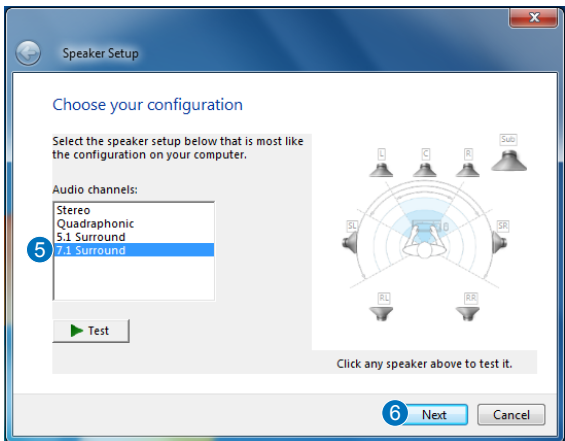 Speaker Setup
Choose your configuration
Select the speaker setup below that is most like
the configuration on your computer.
Audio channels:
Stereo
Quadraphonic
5.1 Surround
5 7.1 Surround
Test
L C R Sub
SL SR
RL RR
Click any speaker above to test it.
6 Next Cancel